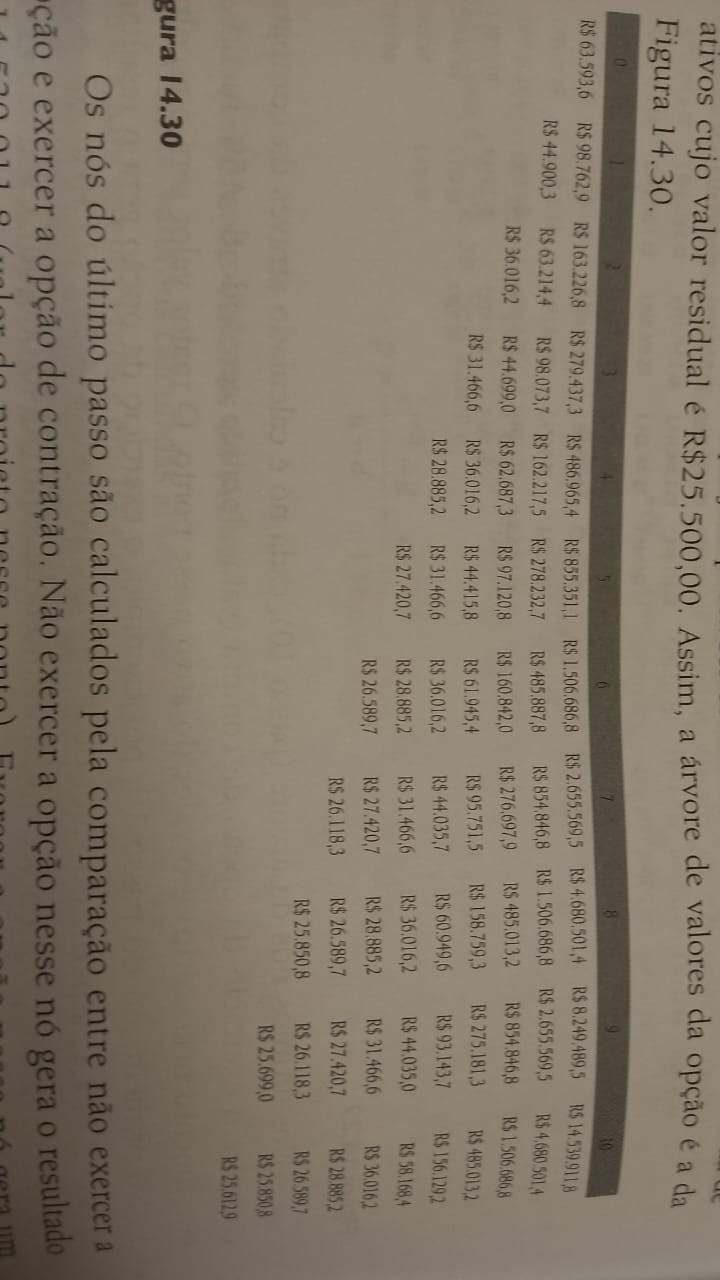 ativos cujo valor residual é R$25.500,00. Assim, a árvore de valores da opção é a da
Figura 14.30.
0 1 2 3 4 5 6 7 8 9 10
R$ 63.593,6 R$ 98.762,9 R$ 163.226,8 R$ 279.437,3 R$ 486.965,4 R$ 855.351,1 R$ 1.506.686,8 R$ 2.655.569,5 R$ 4.680.501,4 R$ 8.249.489,5 R$ 14.539.911,8
R$ 44.900,3 R$ 63.214,4 R$ 98.073,7 R$ 162.217,5 R$ 278.232,7 R$ 485.887,8 R$ 854.846,8 R$ 1.506.686,8 R$ 2.655.569,5 R$ 4.680.501,4
R$ 36.016,2 R$ 44.699,0 R$ 62.687,3 R$ 97.120,8 R$ 160.842,0 R$ 276.697,9 R$ 485.013,2 R$ 854.846,8 R$ 1.506.686,8
R$ 31.466,6 R$ 36.016,2 R$ 44.415,8 R$ 61.945,4 R$ 95.751,5 R$ 158.759,3 R$ 275.181,3 R$ 485.013,2
R$ 28.885,2 R$ 31.466,6 R$ 36.016,2 R$ 44.035,7 R$ 60.949,6 R$ 93.143,7 R$ 156.129,2
R$ 27.420,7 R$ 28.885,2 R$ 31.466,6 R$ 36.016,2 R$ 44.035,0 R$ 58.168,4
R$ 26.589,7 R$ 27.420,7 R$ 28.885,2 R$ 31.466,6 R$ 36.016,2
R$ 26.118,3 R$ 26.589,7 R$ 27.420,7 R$ 28.885,2
R$ 25.850,8 R$ 26.118,3 R$ 26.589,7
R$ 25.699,0 R$ 25.850,8
R$ 25.612,9
gura 14.30
Os nós do último passo são calculados pela comparação entre não exercer a
ção e exercer a opção de contração. Não exercer a opção nesse nó gera o resultado
(valor do projeto nesse ponto).